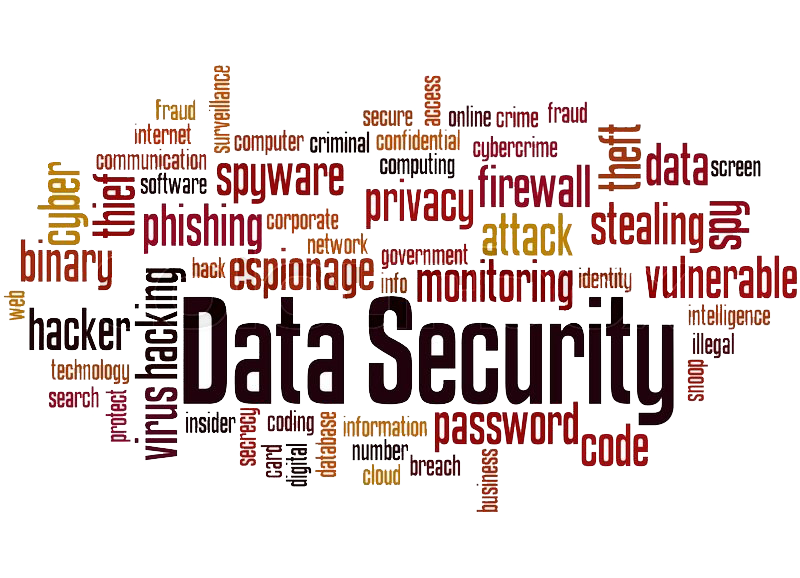 surveillance
access
fraud
secure
online
crime
fraud
internet
computer
criminal
confidential
cybercrime
theft
communication
computing
data
screen
cyber
thief
software
spyware
privacy
firewall
phishing
corporate
attack
stealing
spy
network
binary
hack
espionage
government
info
monitoring
identity
vulnerable
web
hacker
hacking
Data Security
intelligence
illegal
technology
snoop
search
protect
virus
insider
secrecy
coding
database
information
password
code
card
digital
number
cloud
breach
business